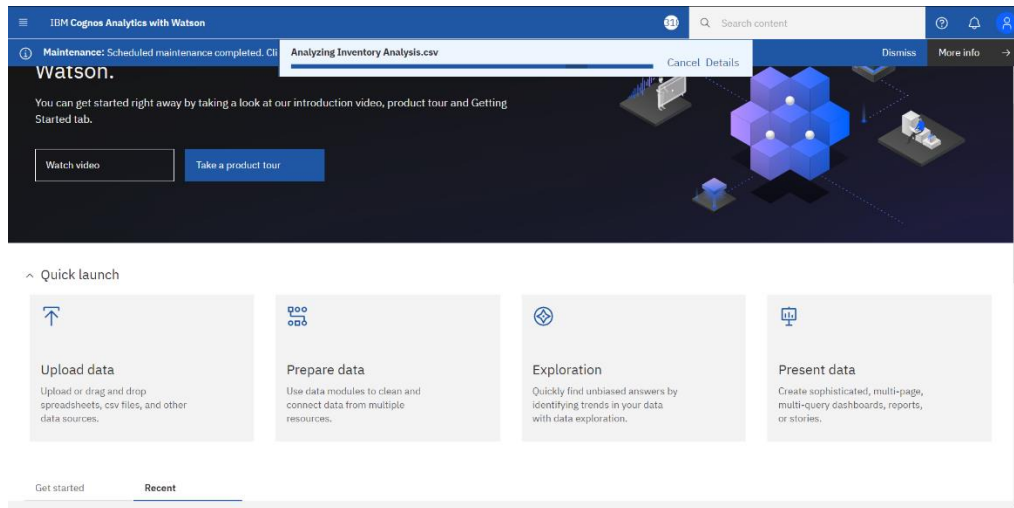 IBM Cognos Analytics with Watson
Search content
Maintenance: Scheduled maintenance completed. Cli
Analyzing Inventory Analysis.csv
Cancel Details
Dismiss
More info
Watson.
You can get started right away by taking a look at our introduction video, product tour and Getting
Started tab.
Watch video
Take a product tour
Quick launch
Upload data
Upload or drag and drop
spreadsheets, csv files, and other
data sources.
Prepare data
Use data modules to clean and
connect data from multiple
resources.
Exploration
Quickly find unbiased answers by
identifying trends in your data
with data exploration.
Present data
Create sophisticated, multi-page,
multi-query dashboards, reports,
or stories.
Get started
Recent